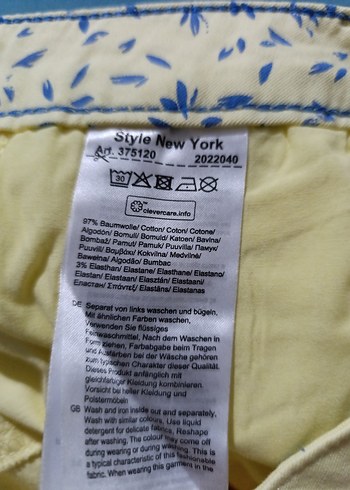 Style New York
Art. 375120 2022040
30
clevercare.info
97% Baumwolle/ Cotton/ Coton/ Cotone/
Algodón/ Bomull/ Bomuld/ Katoen/ Bavlna/
Bombaž/ Pamut/ Pamuk/ Puuvilla/ Памук/
Puuvill/ Βαμβάκι/ Kokvilna/ Medvilnė/
Bawełna/ Algodão/ Bumbac
3% Elasthan/ Elastane/ Elasthane/ Elastano/
Elastan/ Elastaan/ Elasztán/ Elastaani/
Еластан/ Elastāns/ Elastanas
DE Separat von links waschen und bügeln.
Mit ähnlichen Farben waschen,
Verwenden Sie flüssiges
Feinwaschmittel, Nach dem Waschen in
Form ziehen, Farbabgabe beim Tragen
und Ausfärben bei der Wäsche gehören
zum typischen Charakter dieser Qualität.
Dieses Produkt anfänglich mit
gleichfarbiger Kleidung kombinieren.
Vorsicht bei heller Kleidung und
Polstermöbeln
GB Wash and iron inside out and separately,
Wash with similar colours, Use liquid
detergent for delicate fabrics, Reshape
after washing, The colour may come off
during wearing or during washing. This is
a typical characteristic of this fashionable
fabric, When wearing this garment in the